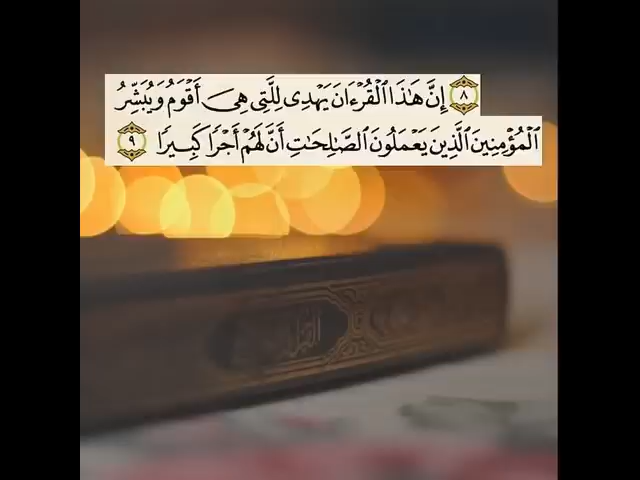 ٨ إِنَّ هَٰذَا ٱلْقُرْءَانَ يَهْدِى لِلَّتِى هِىَ أَقْوَمُ وَيُبَشِّرُ
ٱلْمُؤْمِنِينَ ٱلَّذِينَ يَعْمَلُونَ ٱلصَّٰلِحَٰتِ أَنَّ لَهُمْ أَجْرًا كَبِيرًا ٩